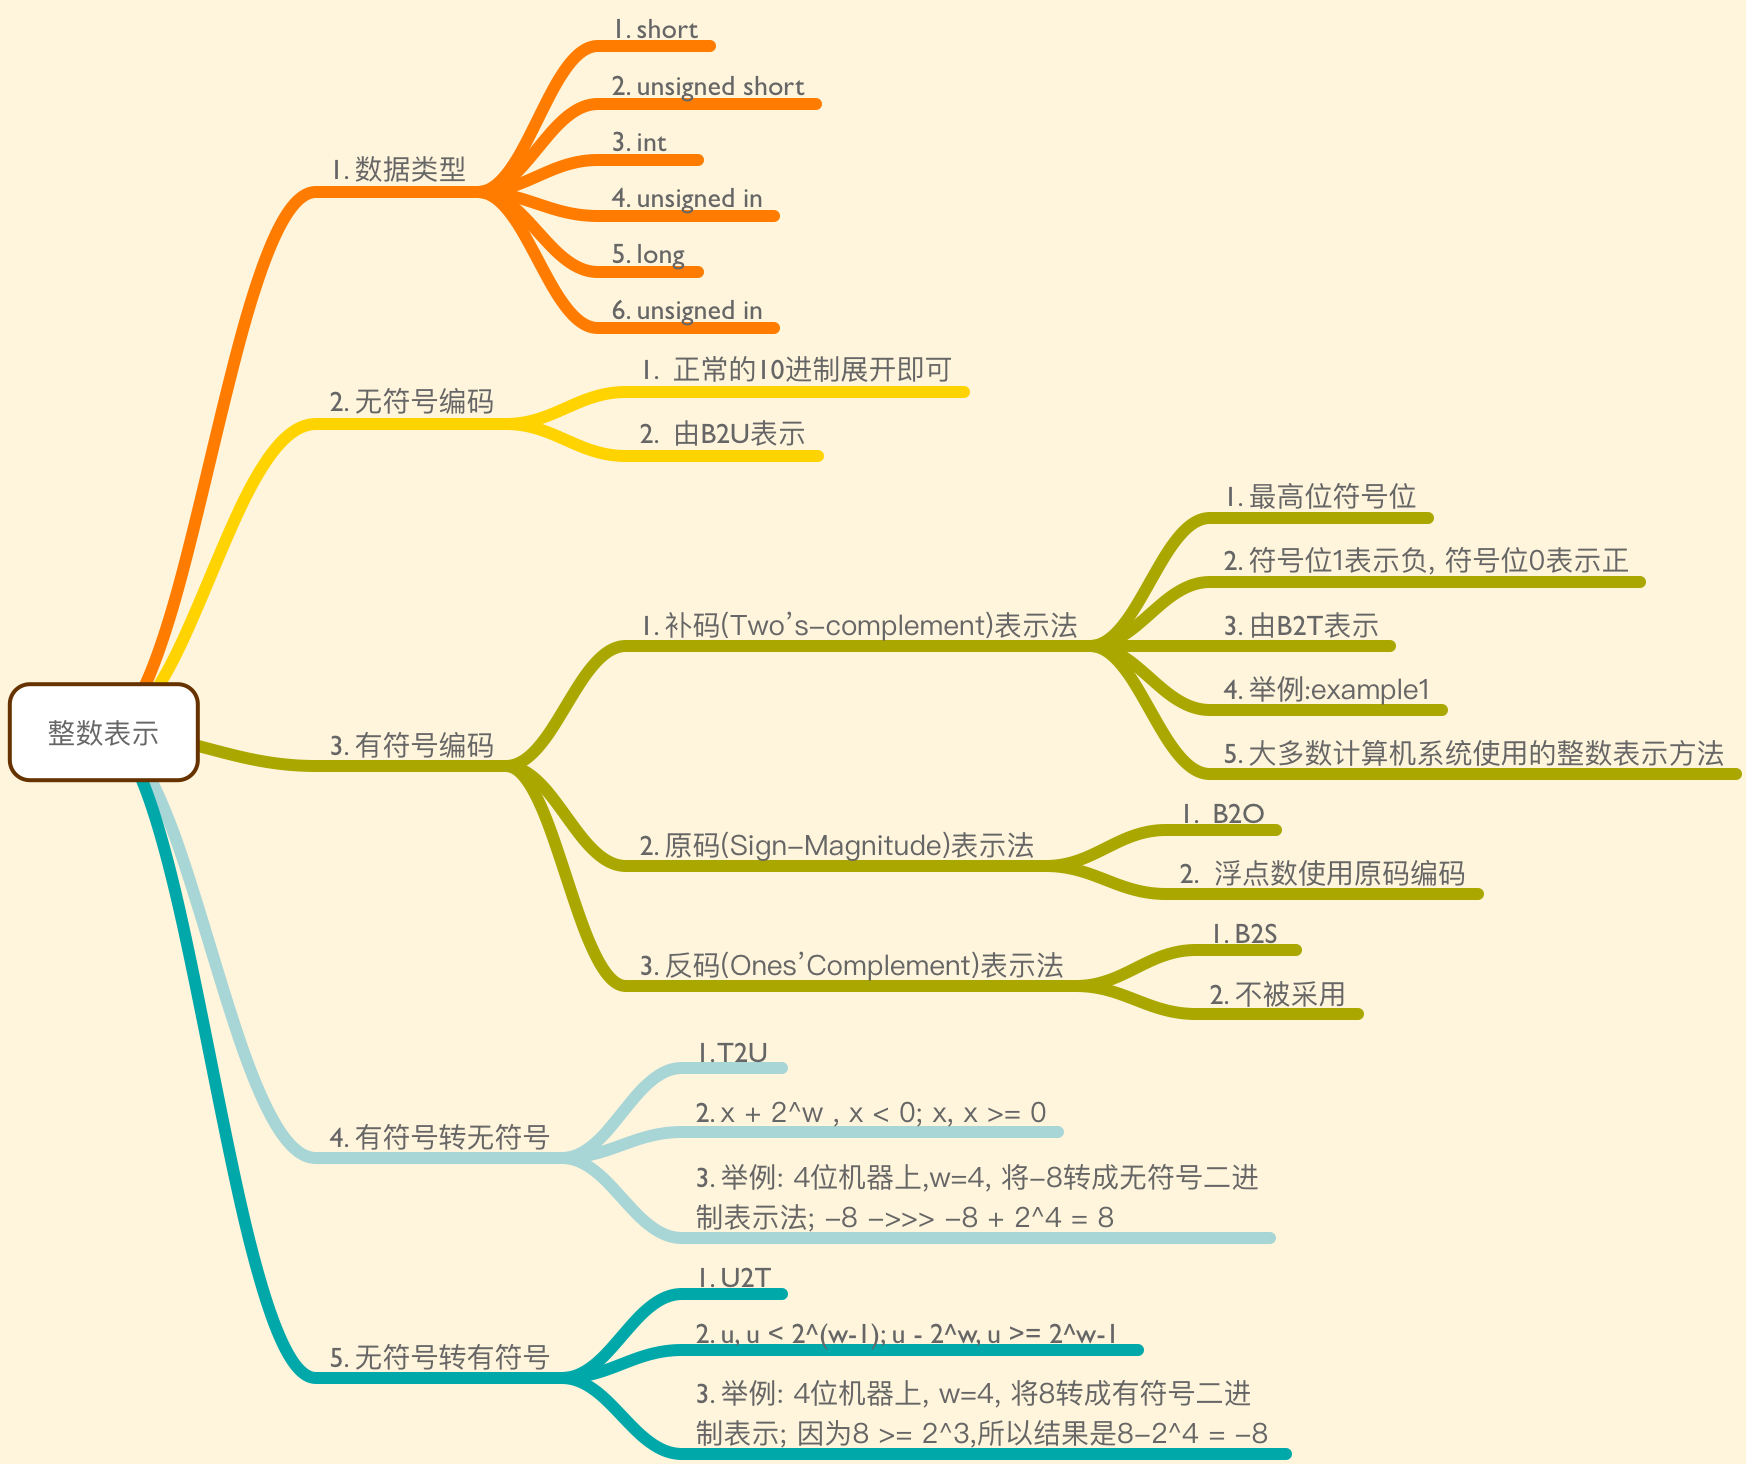 整数表示
1. 数据类型
1. short
2. unsigned short
3. int
4. unsigned in
5. long
6. unsigned in
2. 无符号编码
1. 正常的10进制展开即可
2. 由B2U表示
3. 有符号编码
1. 补码(Two's-complement)表示法
1. 最高位符号位
2. 符号位1表示负, 符号位0表示正
3. 由B2T表示
4. 举例:example1
5. 大多数计算机系统使用的整数表示方法
2. 原码(Sign-Magnitude)表示法
1. B2O
2. 浮点数使用原码编码
3. 反码(Ones'Complement)表示法
1. B2S
2. 不被采用
4. 有符号转无符号
1.T2U
2. x + 2^w , x < 0; x, x >= 0
3. 举例: 4位机器上,w=4, 将-8转成无符号二进
制表示法; -8 ->>> -8 + 2^4 = 8
5. 无符号转有符号
1. U2T
2. u, u < 2^(w-1); u - 2^w, u >= 2^w-1
3. 举例: 4位机器上, w=4, 将8转成有符号二进
制表示; 因为8 >= 2^3,所以结果是8-2^4 = -8